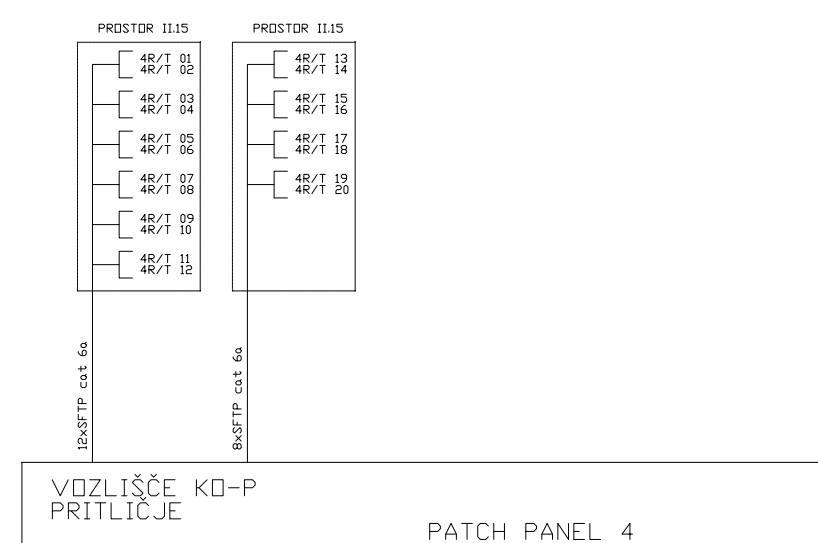 PROSTOR II.15
4R/T 01
4R/T 02
4R/T 03
4R/T 04
4R/T 05
4R/T 06
4R/T 07
4R/T 08
4R/T 09
4R/T 10
4R/T 11
4R/T 12
12xSFTP cat 6a
PROSTOR II.15
4R/T 13
4R/T 14
4R/T 15
4R/T 16
4R/T 17
4R/T 18
4R/T 19
4R/T 20
8xSFTP cat 6a
VOZLIŠČE KO-P
PRITLIČJE
PATCH PANEL 4